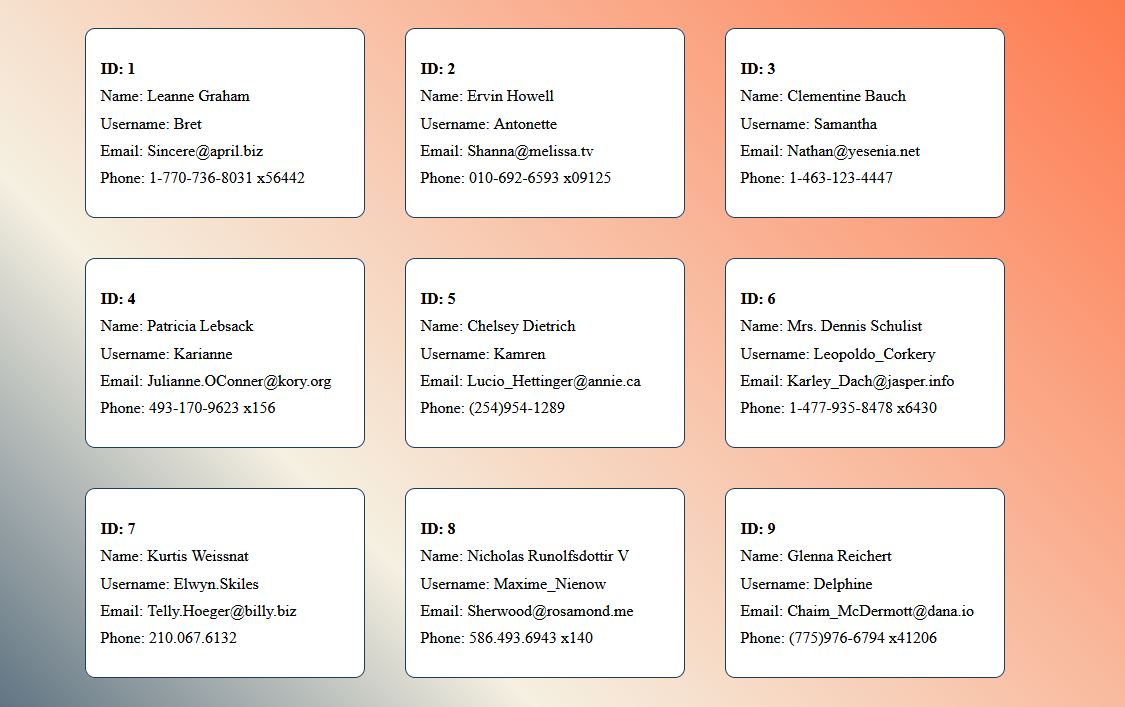 ID: 1
Name: Leanne Graham
Username: Bret
Email: Sincere@april.biz
Phone: 1-770-736-8031 x56442
ID: 2
Name: Ervin Howell
Username: Antonette
Email: Shanna@melissa.tv
Phone: 010-692-6593 x09125
ID: 3
Name: Clementine Bauch
Username: Samantha
Email: Nathan@yesenia.net
Phone: 1-463-123-4447
ID: 4
Name: Patricia Lebsack
Username: Karianne
Email: Julianne.OConner@kory.org
Phone: 493-170-9623 x156
ID: 5
Name: Chelsey Dietrich
Username: Kamren
Email: Lucio_Hettinger@annie.ca
Phone: (254)954-1289
ID: 6
Name: Mrs. Dennis Schulist
Username: Leopoldo_Corkery
Email: Karley_Dach@jasper.info
Phone: 1-477-935-8478 x6430
ID: 7
Name: Kurtis Weissnat
Username: Elwyn.Skiles
Email: Telly.Hoeger@billy.biz
Phone: 210.067.6132
ID: 8
Name: Nicholas Runolfsdottir V
Username: Maxime_Nienow
Email: Sherwood@rosamond.me
Phone: 586.493.6943 x140
ID: 9
Name: Glenna Reichert
Username: Delphine
Email: Chaim_McDermott@dana.io
Phone: (775)976-6794 x41206